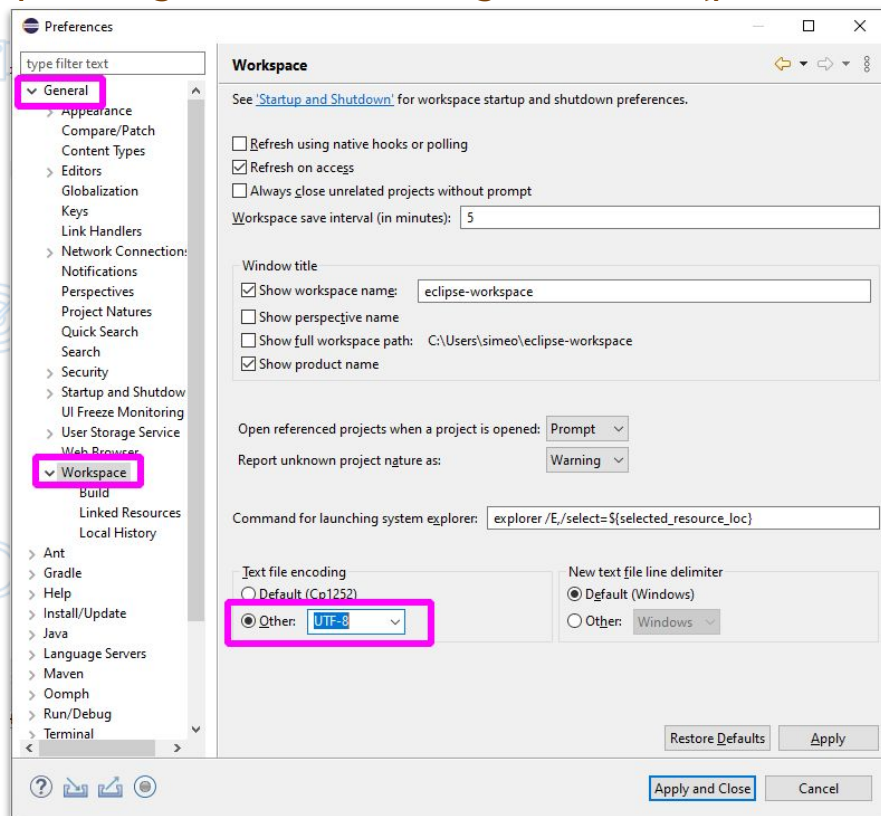 Preferences
type filter text
General
Appearance
Compare/Patch
Content Types
Editors
Globalization
Keys
Link Handlers
Network Connection
Notifications
Perspectives
Project Natures
Quick Search
Search
Security
Startup and Shutdow
UI Freeze Monitoring
User Storage Service
Web Browser
Workspace
Build
Linked Resources
Local History
Ant
Gradle
Help
Install/Update
Java
Language Servers
Maven
Oomph
Run/Debug
Terminal
Workspace
See 'Startup and Shutdown' for workspace startup and shutdown preferences.
Refresh using native hooks or polling
Refresh on access
Always close unrelated projects without prompt
Workspace save interval (in minutes): 5
Window title
Show workspace name: eclipse-workspace
Show perspective name
Show full workspace path: C:\Users\simeo\eclipse-workspace
Show product name
Open referenced projects when a project is opened: Prompt
Report unknown project nature as: Warning
Command for launching system explorer: explorer /E,/select=${selected_resource_loc}
Text file encoding
Default (Cp1252)
Other: UTF-8
New text file line delimiter
Default (Windows)
Other: Windows
Restore Defaults
Apply
Apply and Close
Cancel